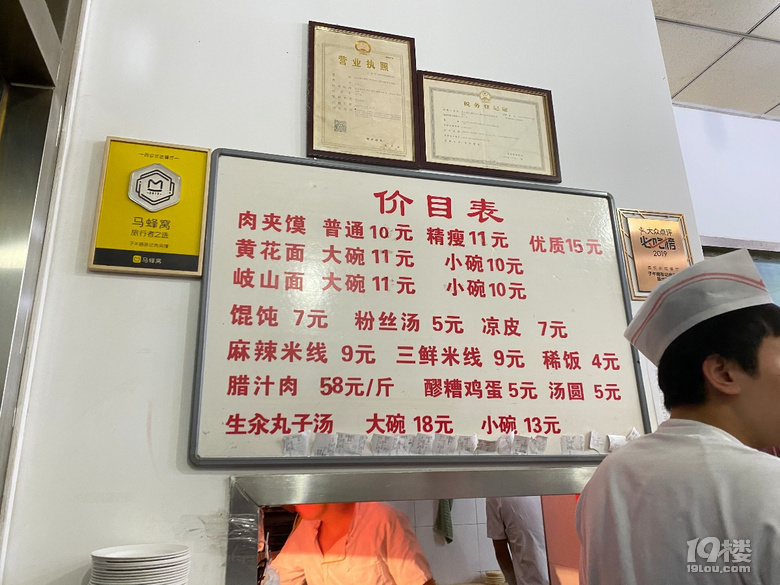 营业执照
税务登记证
马蜂窝
旅行者之选
马蜂窝
大众点评
必吃榜
2019
价目表
肉夹馍 普通10元 精瘦11元 优质15元
黄花面 大碗11元 小碗10元
岐山面 大碗11元 小碗10元
馄饨 7元 粉丝汤 5元 凉皮 7元
麻辣米线 9元 三鲜米线 9元 稀饭 4元
腊汁肉 58元/斤 醪糟鸡蛋5元 汤圆 5元
生汆丸子汤 大碗18元 小碗13元
19楼
19lou.com